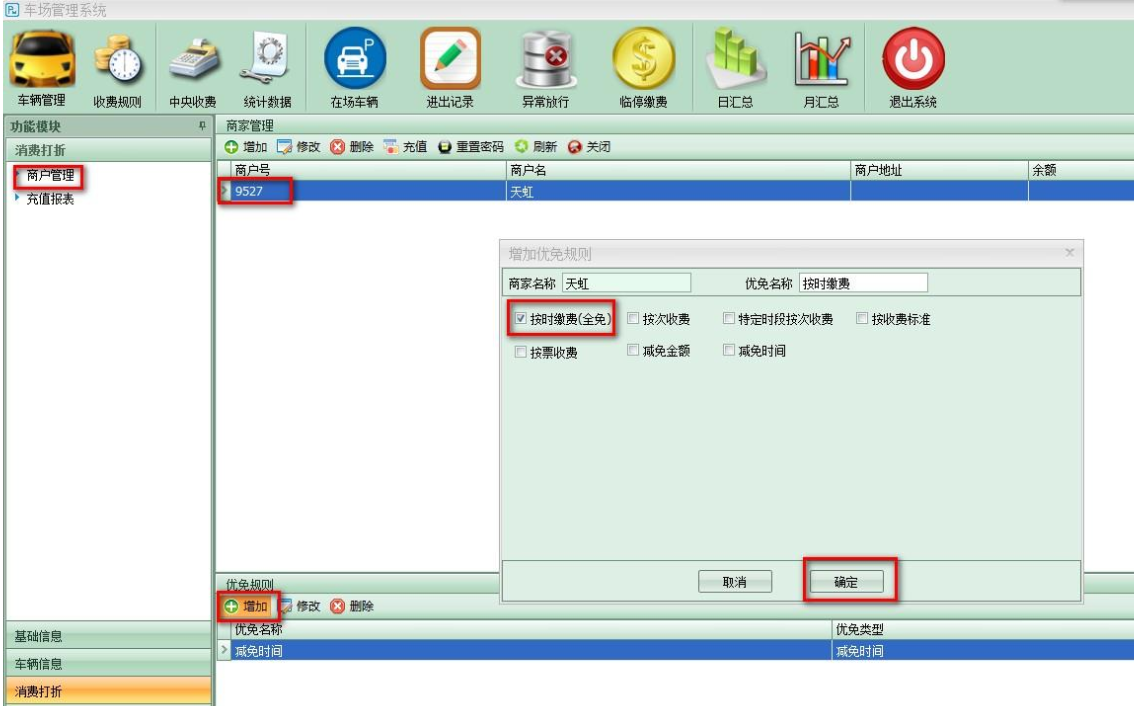 车场管理系统
车辆管理 收费规则 中央收费 统计数据 在场车辆 进出记录 异常放行 临停缴费 日汇总 月汇总 退出系统
功能模块
消费打折
商户管理
充值报表
商家管理
增加 修改 删除 充值 重置密码 刷新 关闭
商户号 商户名 商户地址 余额
9527 天虹
增加优免规则
商家名称 天虹 优免名称 按时缴费
按时缴费(全免) 按次收费 特定时段按次收费 按收费标准
按票收费 减免金额 减免时间
取消 确定
优免规则
增加 修改 删除
优免名称 优免类型
减免时间 减免时间
基础信息
车辆信息
消费打折